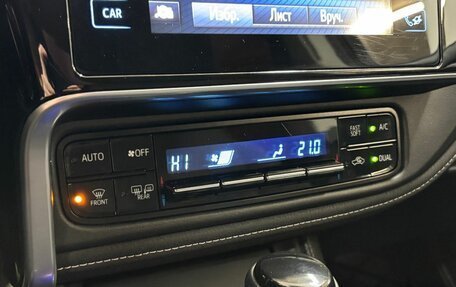 CAR
Избр.
Лист
Вруч.
AUTO
OFF
HI
21.0
FAST
SOFT
A/C
FRONT
REAR
DUAL